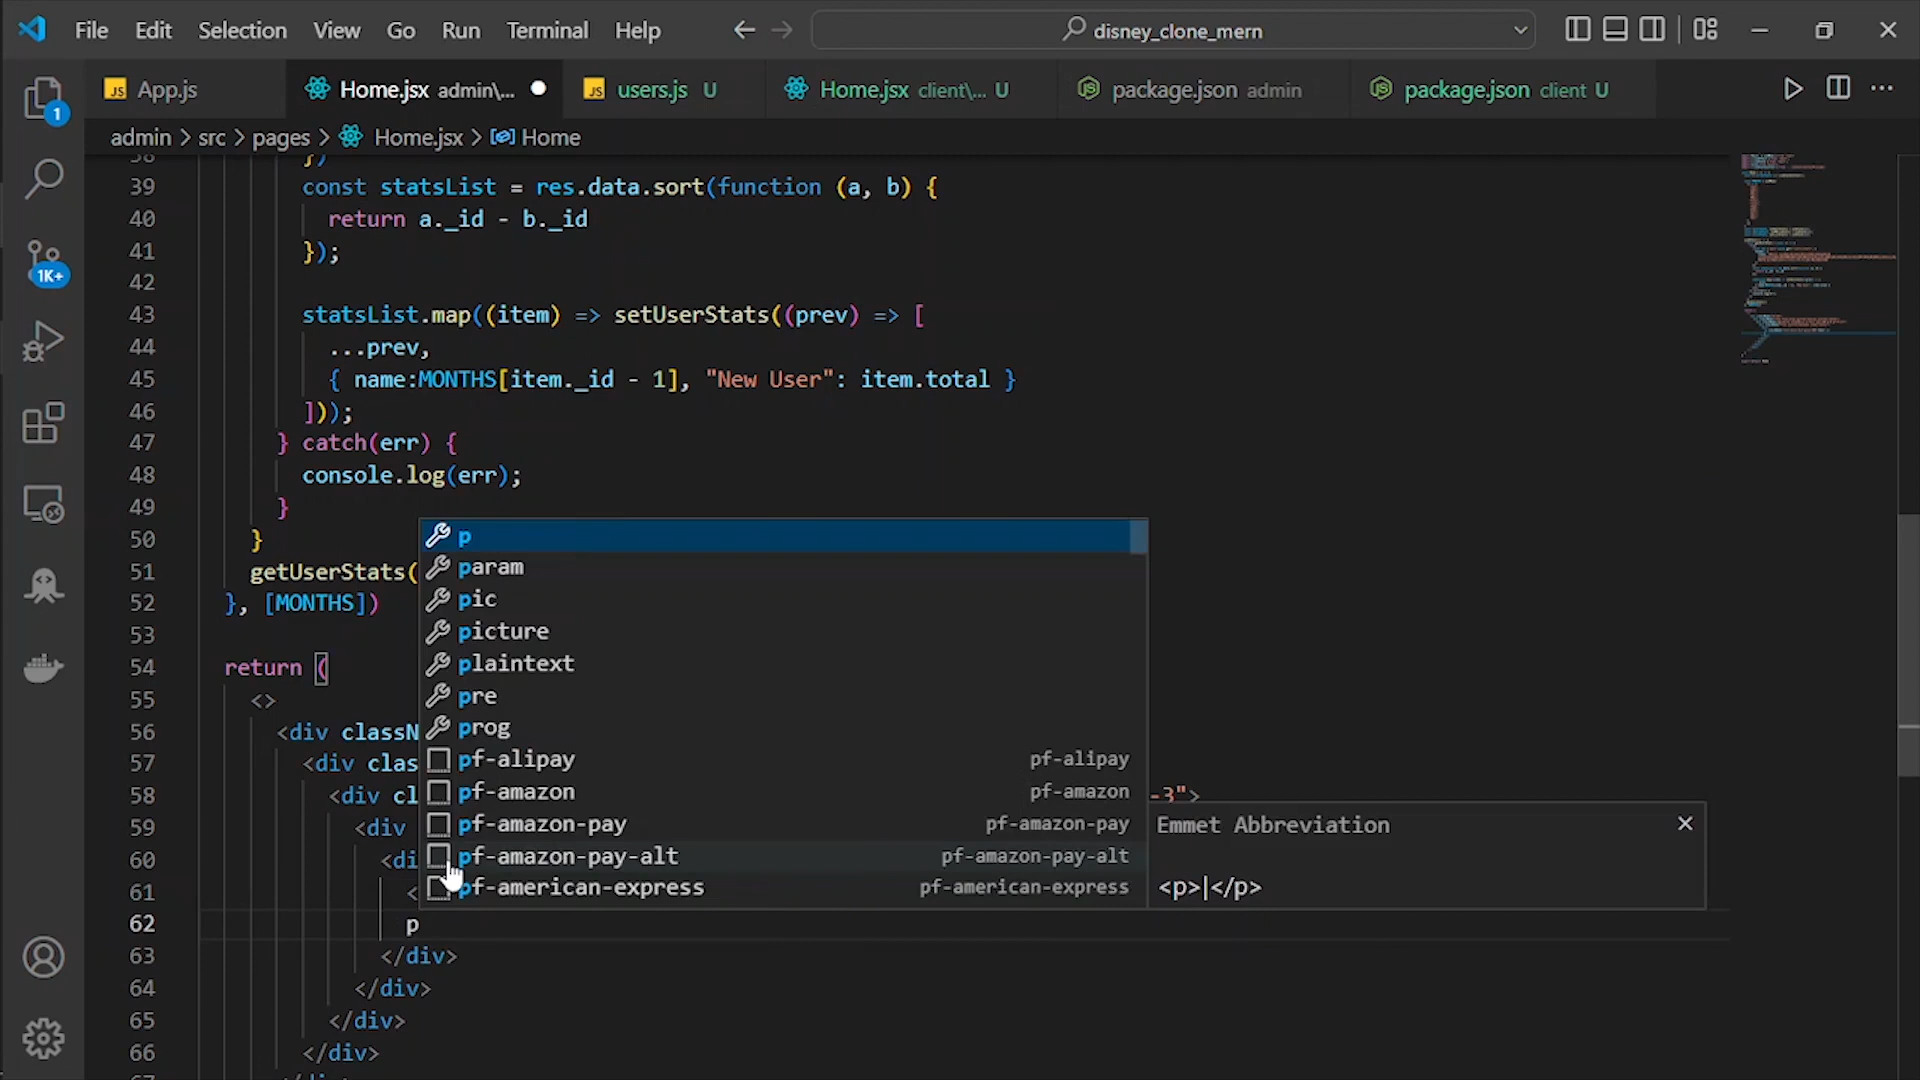 File Edit Selection View Go Run Terminal Help
disney_clone_mern
App.js
Home.jsx admin\...
users.js U
Home.jsx client\... U
package.json admin
package.json client U
admin > src > pages > Home.jsx > Home
1
1K+
38 })
39 const statsList = res.data.sort(function (a, b) {
40 return a._id - b._id
41 });
42
43 statsList.map((item) => setUserStats((prev) => [
44 ...prev,
45 { name:MONTHS[item._id - 1], "New User": item.total }
46 ]));
47 } catch(err) {
48 console.log(err);
49 }
50 }
51 getUserStats(
52 }, [MONTHS])
53
54 return (
55 <>
56 <div classN
57 <div clas
58 <div cl -3">
59 <div
60 <di
61 <
62 p
63 </div>
64 </div>
65 </div>
66 </div>
p
param
pic
picture
plaintext
pre
prog
pf-alipay pf-alipay
pf-amazon pf-amazon
pf-amazon-pay pf-amazon-pay
pf-amazon-pay-alt pf-amazon-pay-alt
pf-american-express pf-american-express
Emmet Abbreviation
<p>|</p>